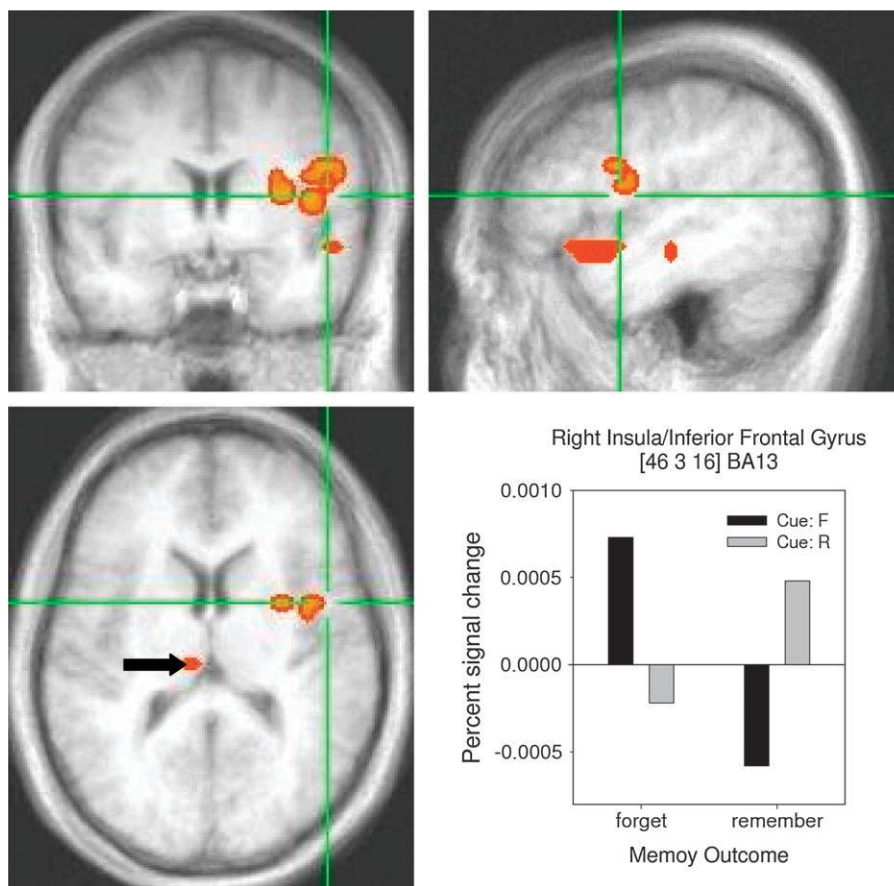 Right Insula/Inferior Frontal Gyrus
[46 3 16] BA13
0.0010
0.0005
0.0000
-0.0005
Percent signal change
Cue: F
Cue: R
forget
remember
Memoy Outcome